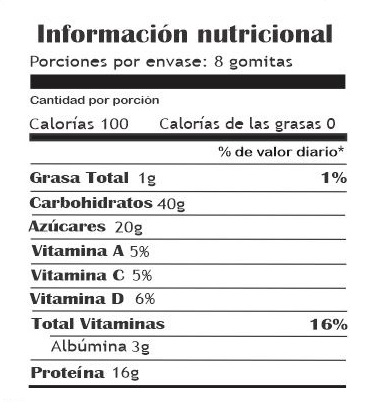 Información nutricional
Porciones por envase: 8 gomitas
Cantidad por porción
Calorías 100 Calorías de las grasas 0
% de valor diario*
Grasa Total 1g 1%
Carbohidratos 40g
Azúcares 20g
Vitamina A 5%
Vitamina C 5%
Vitamina D 6%
Total Vitaminas 16%
Albúmina 3g
Proteína 16g